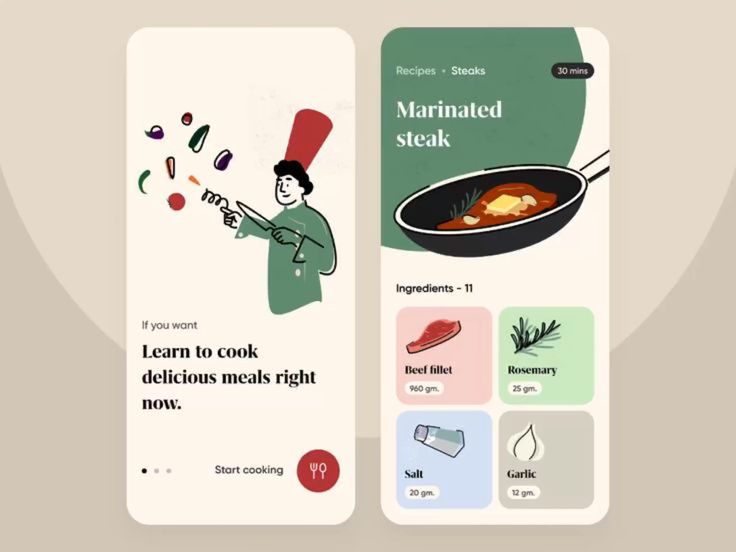 If you want
Learn to cook
delicious meals right
now.
Start cooking
Recipes • Steaks
30 mins
Marinated
steak
Ingredients - 11
Beef fillet
960 gm.
Rosemary
25 gm.
Salt
20 gm.
Garlic
12 gm.